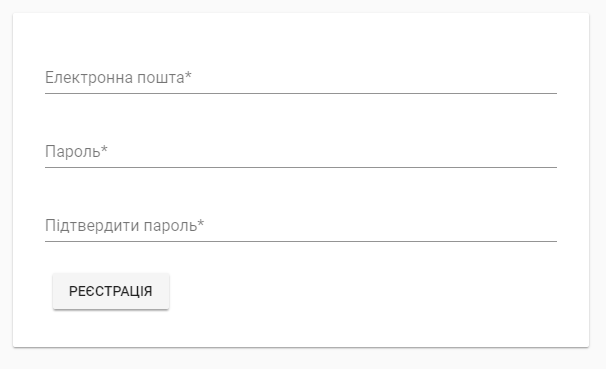 Електронна пошта*
Пароль*
Підтвердити пароль*
РЕЄСТРАЦІЯ